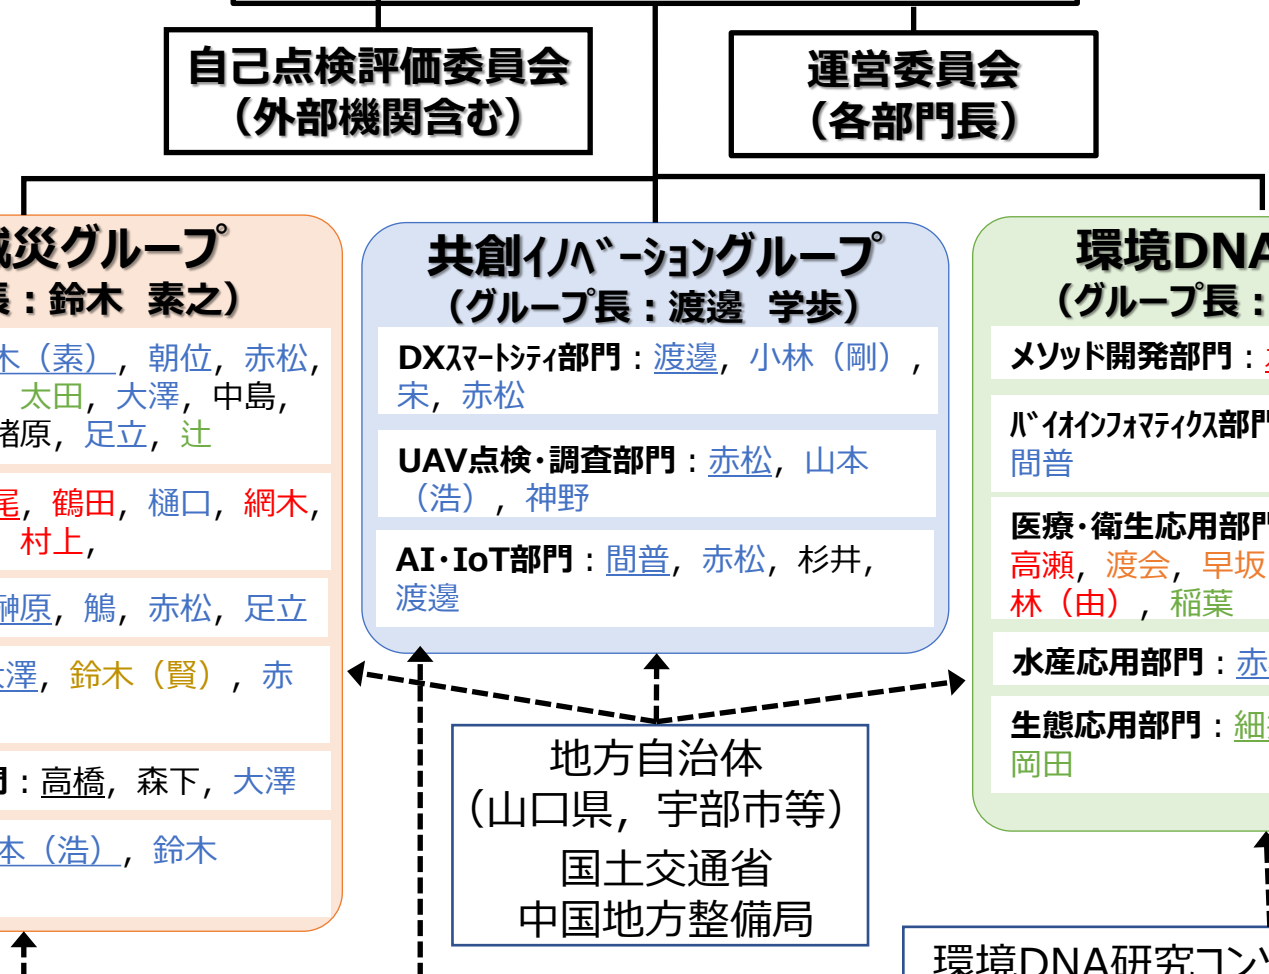 自己点検評価委員会
（外部機関含む）
運営委員会
（各部門長）
災グループ
：鈴木 素之）
木（素）, 朝位, 赤松,
太田, 大澤, 中島,
原, 足立, 辻
尾, 鶴田, 樋口, 網木,
村上,
榊原, 鵤, 赤松, 足立
澤, 鈴木（賢）, 赤
：高橋, 森下, 大澤
本（浩）, 鈴木
共創ｲﾉﾍﾞｰｼｮﾝグループ
（グループ長：渡邊 学歩）
DXｽﾏｰﾄｼﾃｨ部門：渡邊, 小林（剛）,
宋, 赤松
UAV点検・調査部門：赤松, 山本
（浩）, 神野
AI・IoT部門：間普, 赤松, 杉井,
渡邊
環境DNA
（グループ長：
メソッド開発部門：
ﾊﾞｲｵｲﾝﾌｫﾏﾃｨｸｽ部門
間普
医療・衛生応用部門
高瀬, 渡会, 早坂
林（由）, 稲葉
水産応用部門：赤
生態応用部門：細
岡田
地方自治体
（山口県, 宇部市等）
国土交通省
中国地方整備局
環境DNA研究コンソ